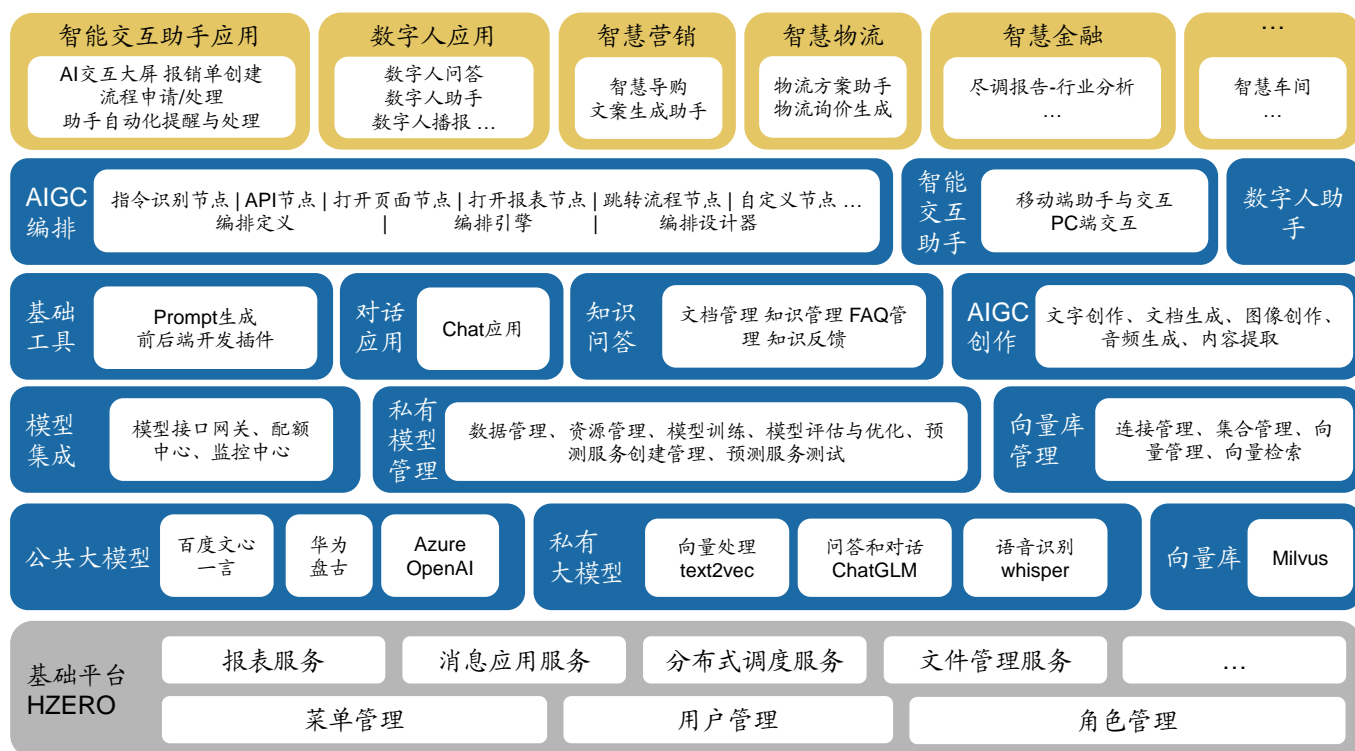 智能交互助手应用
AI交互大屏 报销单创建
流程申请/处理
助手自动化提醒与处理
数字人应用
数字人问答
数字人助手
数字人播报 …
智慧营销
智慧导购
文案生成助手
智慧物流
物流方案助手
物流询价生成
智慧金融
尽调报告-行业分析
…
…
智慧车间
…
AIGC
编排
指令识别节点 | API节点 | 打开页面节点 | 打开报表节点 | 跳转流程节点 | 自定义节点 …
编排定义 | 编排引擎 | 编排设计器
智能
交互
助手
移动端助手与交互
PC端交互
数字人助
手
基础
工具
Prompt生成
前后端开发插件
对话
应用
Chat应用
知识
问答
文档管理 知识管理 FAQ管
理 知识反馈
AIGC
创作
文字创作、文档生成、图像创作、
音频生成、内容提取
模型
集成
模型接口网关、配额
中心、监控中心
私有
模型
管理
数据管理、资源管理、模型训练、模型评估与优化、预
测服务创建管理、预测服务测试
向量库
管理
连接管理、集合管理、向
量管理、向量检索
公共大模型
百度文心
一言
华为
盘古
Azure
OpenAI
私有
大模型
向量处理
text2vec
问答和对话
ChatGLM
语音识别
whisper
向量库
Milvus
基础平台
HZERO
报表服务
消息应用服务
分布式调度服务
文件管理服务
…
菜单管理
用户管理
角色管理